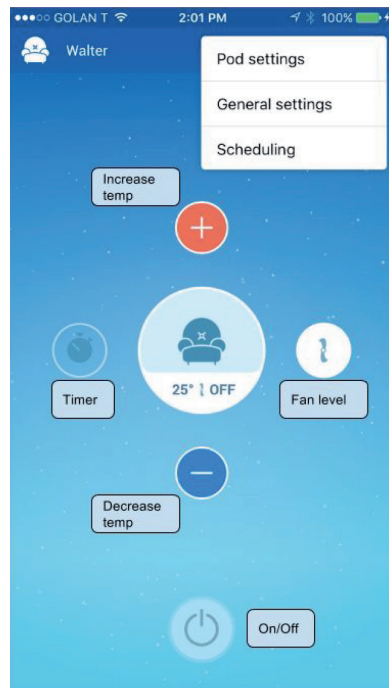 GOLAN T 2:01 PM 100%
Walter
Pod settings
General settings
Scheduling
Increase
temp
25° OFF
Timer
Fan level
Decrease
temp
On/Off